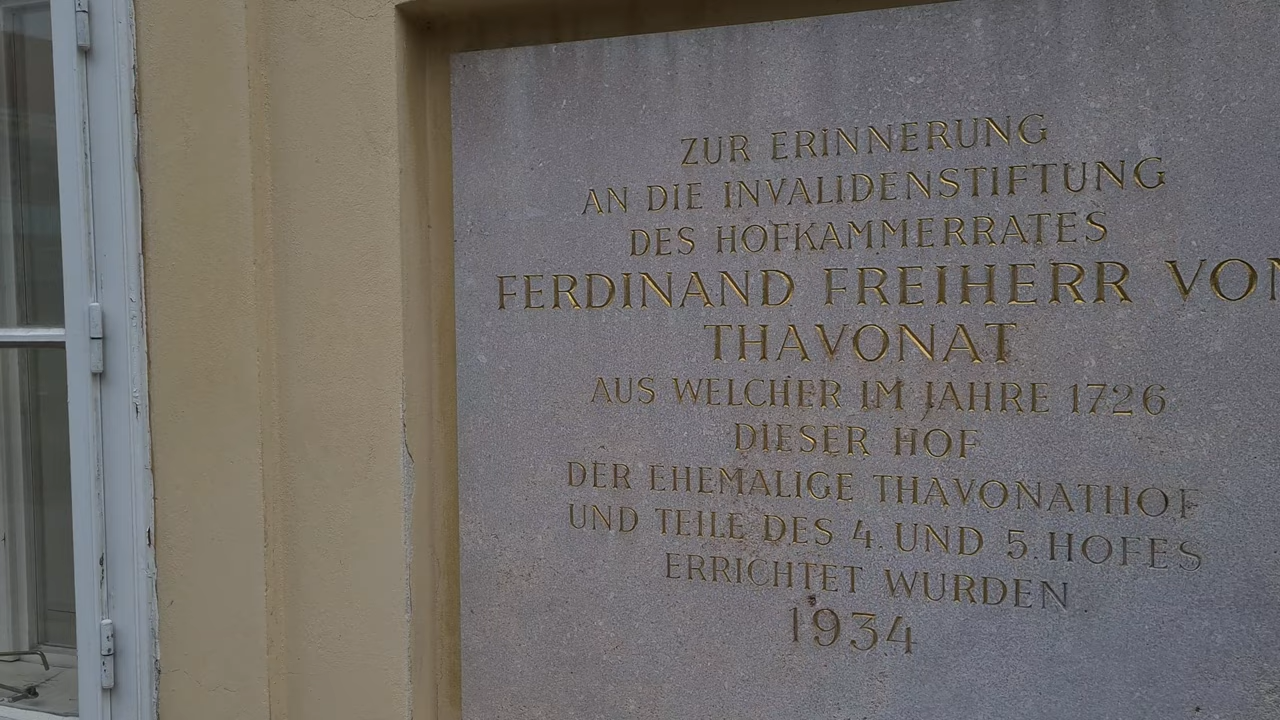 ZUR ERINNERUNG
AN DIE INVALIDENSTIFTUNG
DES HOFKAMMERRATES
FERDINAND FREIHERR VON
THAVONAT
AUS WELCHER IM JAHRE 1726
DIESER HOF
DER EHEMALIGE THAVONATHOF
UND TEILE DES 4. UND 5. HOFES
ERRICHTET WURDEN
1934